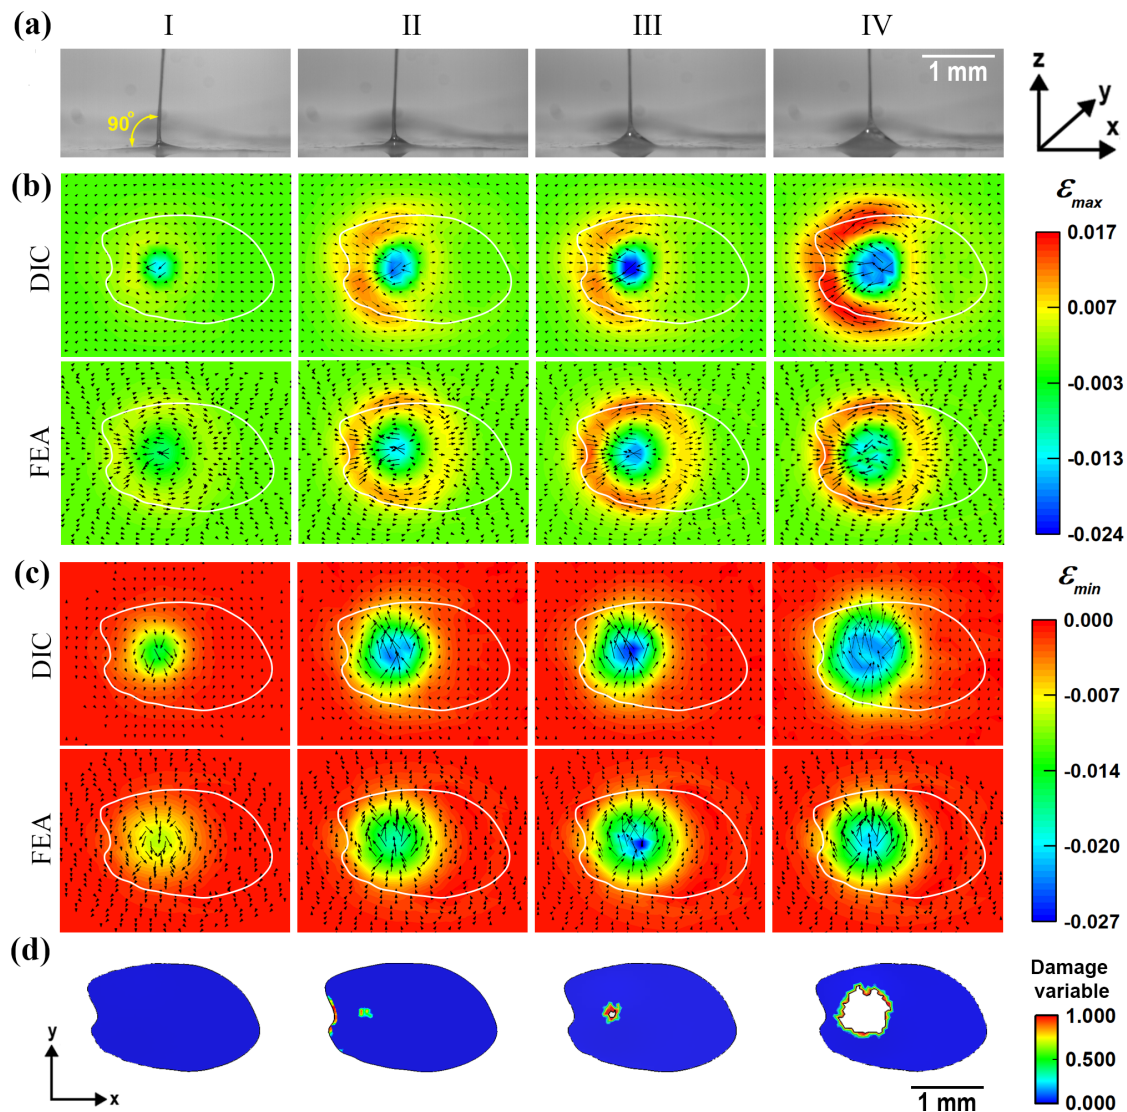 (a)
I
II
III
IV
90°
1 mm
z
y
x
(b)
DIC
FEA
εmax
0.017
0.007
-0.003
-0.013
-0.024
(c)
DIC
FEA
εmin
0.000
-0.007
-0.014
-0.020
-0.027
(d)
y
x
Damage
variable
1.000
0.500
0.000
1 mm